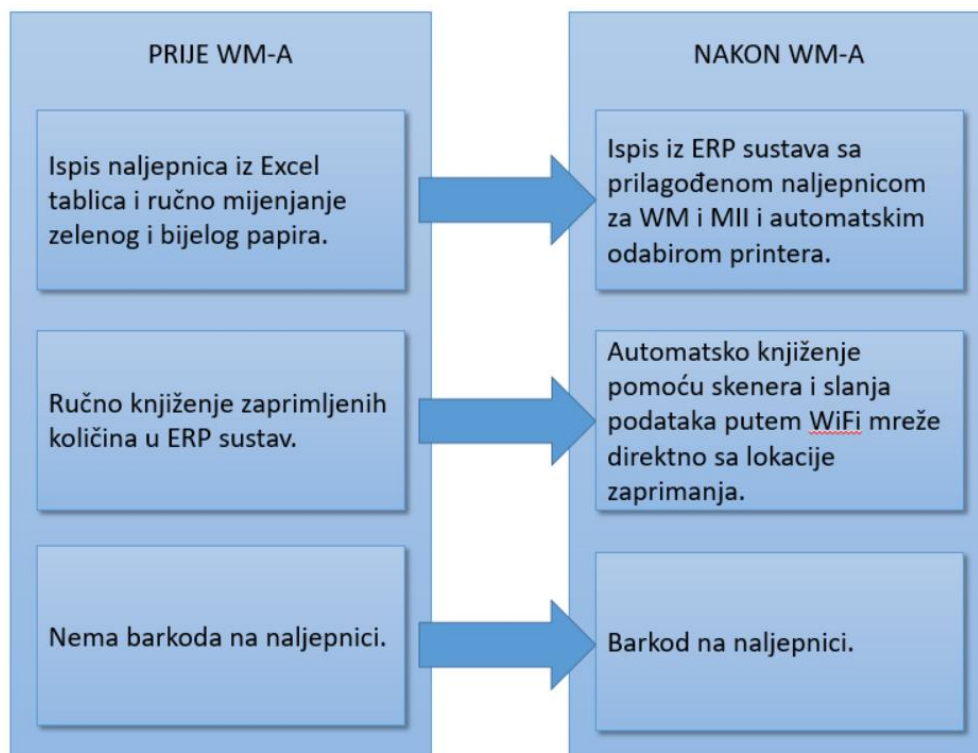 PRIJE WM-A
Ispis naljepnica iz Excel
tablica i ručno mijenjanje
zelenog i bijelog papira.
Ručno knjiženje zaprimljenih
količina u ERP sustav.
Nema barkoda na naljepnici.
NAKON WM-A
Ispis iz ERP sustava sa
prilagođenom naljepnicom
za WM i MII i automatskim
odabirom printera.
Automatsko knjiženje
pomoću skenera i slanja
podataka putem WiFi mreže
direktno sa lokacije
zaprimanja.
Barkod na naljepnici.